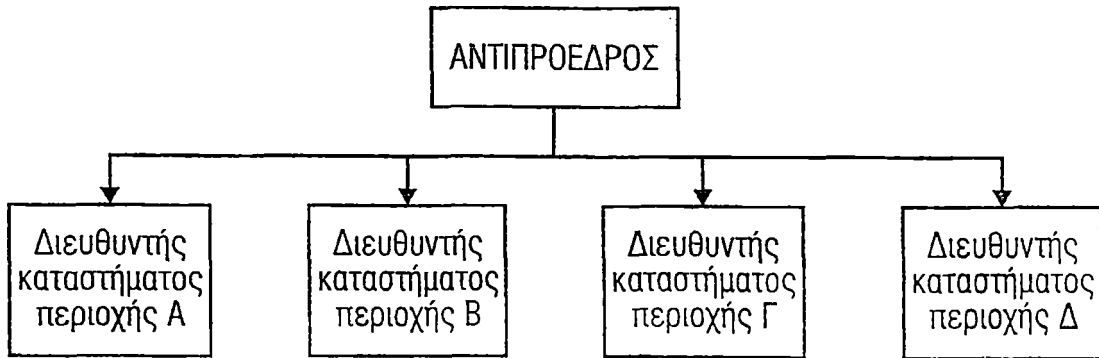 ΑΝΤΙΠΡΟΕΔΡΟΣ
Διευθυντής
καταστήματος
περιοχής Α
Διευθυντής
καταστήματος
περιοχής Β
Διευθυντής
καταστήματος
περιοχής Γ
Διευθυντής
καταστήματος
περιοχής Δ